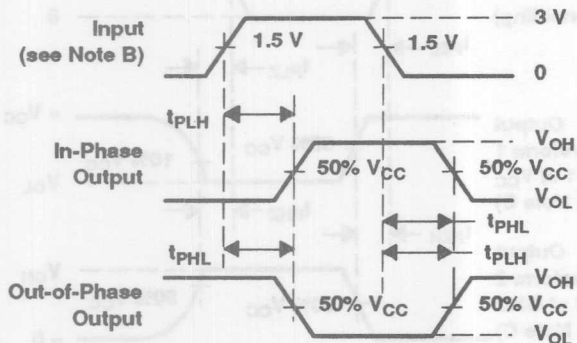 Input
(see Note B)
1.5 V
1.5 V
3 V
0
tPLH
In-Phase
Output
50% VCC
50% VCC
VOH
VOL
tPHL
tPHL
tPLH
Out-of-Phase
Output
50% VCC
50% VCC
VOH
VOL